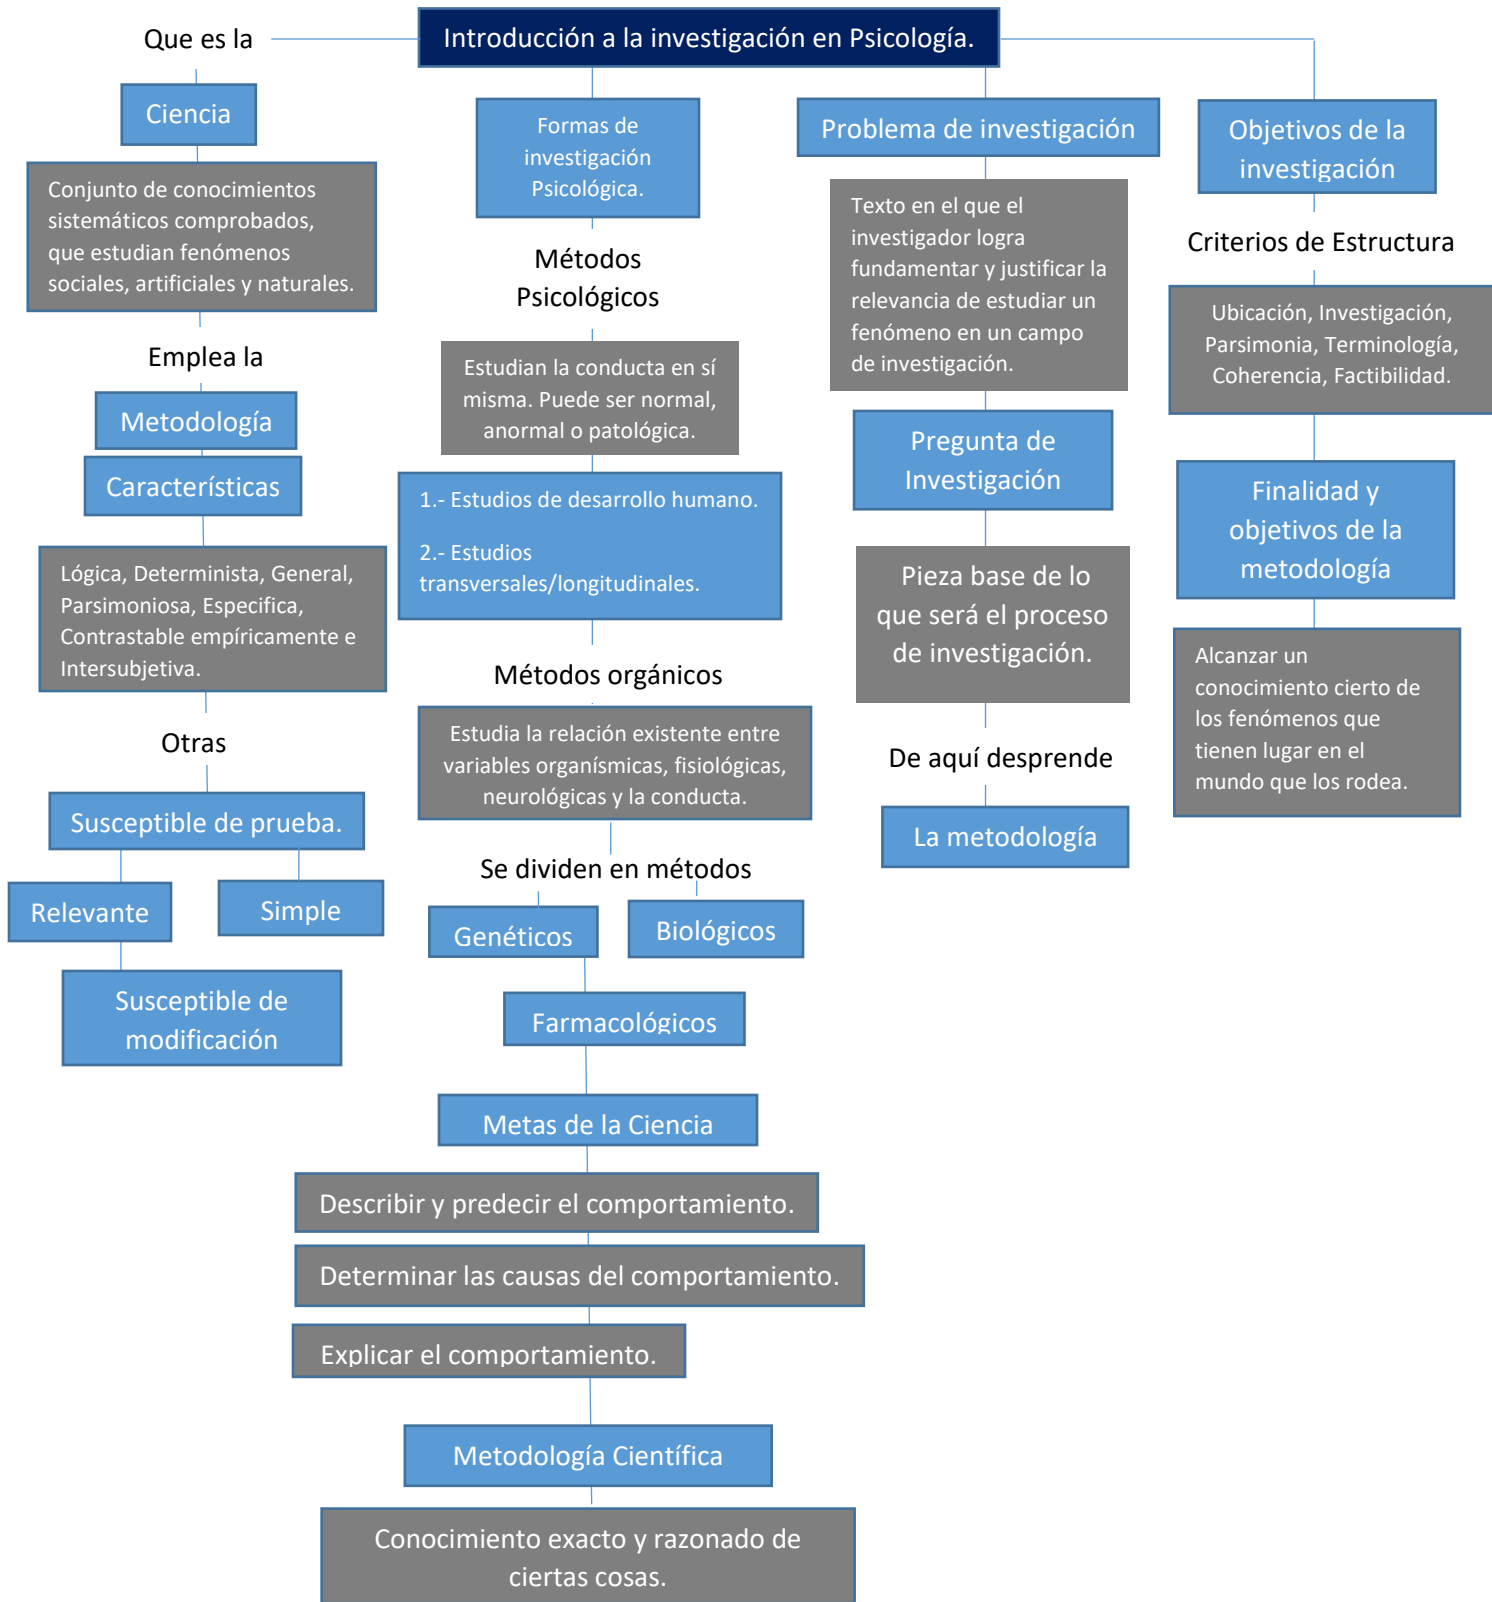 Introducción a la investigación en Psicología.
Que es la
Ciencia
Conjunto de conocimientos
sistemáticos comprobados,
que estudian fenómenos
sociales, artificiales y naturales.
Emplea la
Metodología
Características
Lógica, Determinista, General,
Parsimoniosa, Especifica,
Contrastable empíricamente e
Intersubjetiva.
Otras
Susceptible de prueba.
Relevante
Simple
Susceptible de
modificación
Formas de
investigación
Psicológica.
Métodos
Psicológicos
Estudian la conducta en sí
misma. Puede ser normal,
anormal o patológica.
1.- Estudios de desarrollo humano.
2.- Estudios
transversales/longitudinales.
Métodos orgánicos
Estudia la relación existente entre
variables organísmicas, fisiológicas,
neurológicas y la conducta.
Se dividen en métodos
Genéticos
Biológicos
Farmacológicos
Metas de la Ciencia
Describir y predecir el comportamiento.
Determinar las causas del comportamiento.
Explicar el comportamiento.
Metodología Científica
Conocimiento exacto y razonado de
ciertas cosas.
Problema de investigación
Texto en el que el
investigador logra
fundamentar y justificar la
relevancia de estudiar un
fenómeno en un campo
de investigación.
Pregunta de
Investigación
Pieza base de lo
que será el proceso
de investigación.
De aquí desprende
La metodología
Objetivos de la
investigación
Criterios de Estructura
Ubicación, Investigación,
Parsimonia, Terminología,
Coherencia, Factibilidad.
Finalidad y
objetivos de la
metodología
Alcanzar un
conocimiento cierto de
los fenómenos que
tienen lugar en el
mundo que los rodea.